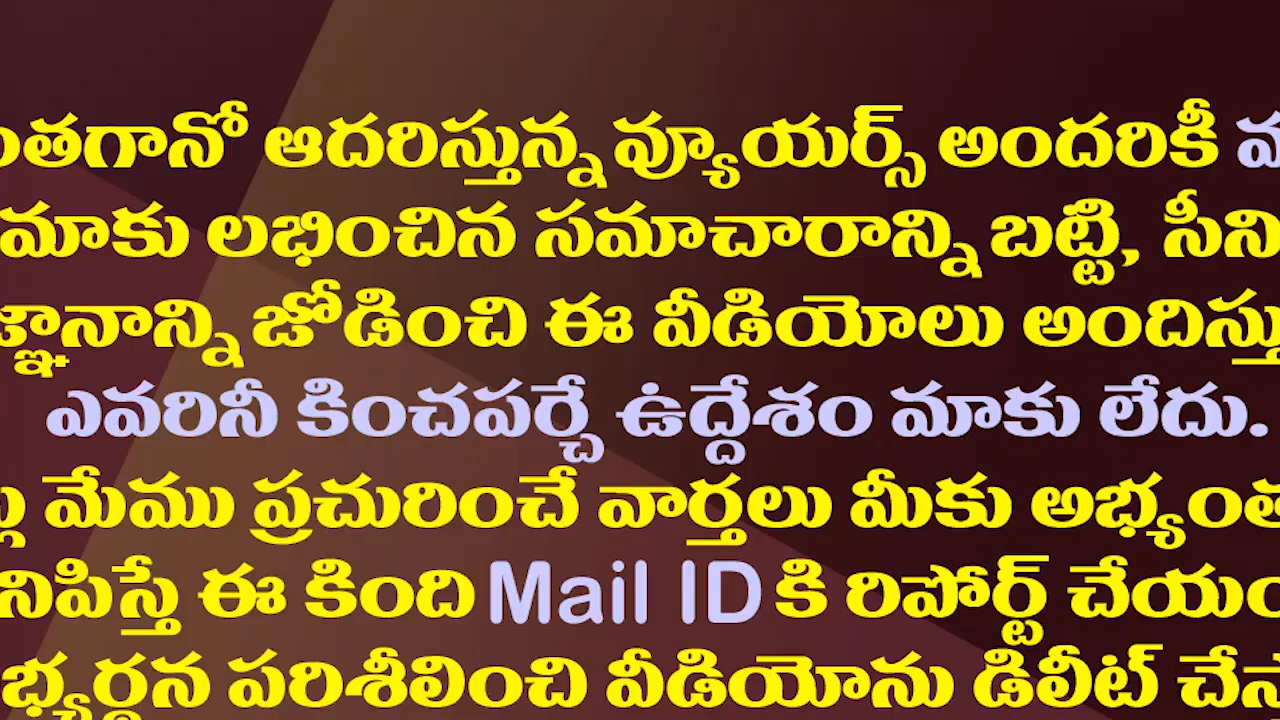 ంతగానో ఆదరిస్తున్న వ్యూయర్స్ అందరికీ
మాకు లభించిన సమాచారాన్ని బట్టి, సీని
జ్ఞానాన్ని జోడించి ఈ వీడియోలు అందిస్తు
ఎవరినీ కించపర్చే ఉద్దేశం మాకు లేదు.
మేము ప్రచురించే వార్తలు మీకు అభ్యంత
నిపిస్తే ఈ కింది Mail ID కి రిపోర్ట్ చేయం
భ్యర్థన పరిశీలించి వీడియోను డిలీట్ చేస